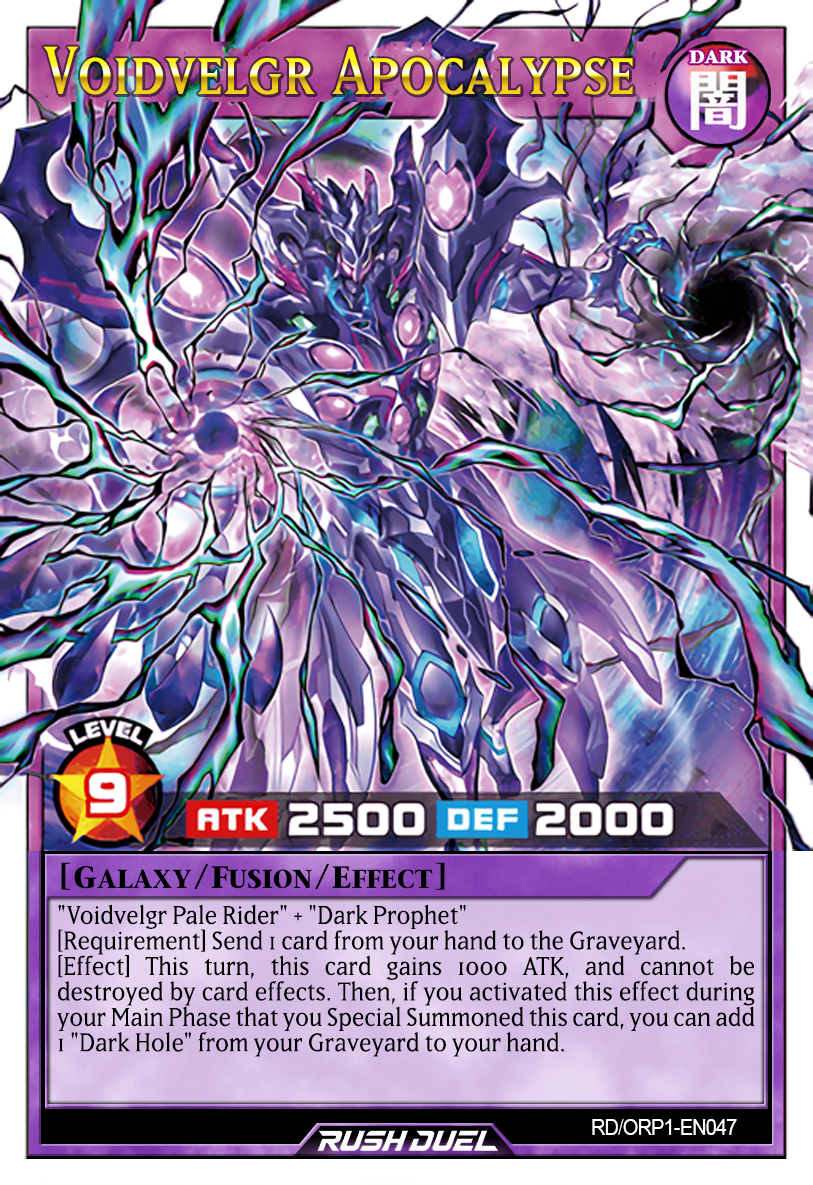 VOIDVELGR APOCALYPSE
DARK
闇
LEVEL
9
ATK 2500 DEF 2000
[GALAXY/FUSION/EFFECT]
"Voidvelgr Pale Rider" + "Dark Prophet"
[Requirement] Send 1 card from your hand to the Graveyard.
[Effect] This turn, this card gains 1000 ATK, and cannot be
destroyed by card effects. Then, if you activated this effect during
your Main Phase that you Special Summoned this card, you can add
1 "Dark Hole" from your Graveyard to your hand.
RD/ORP1-EN047
RUSH DUEL